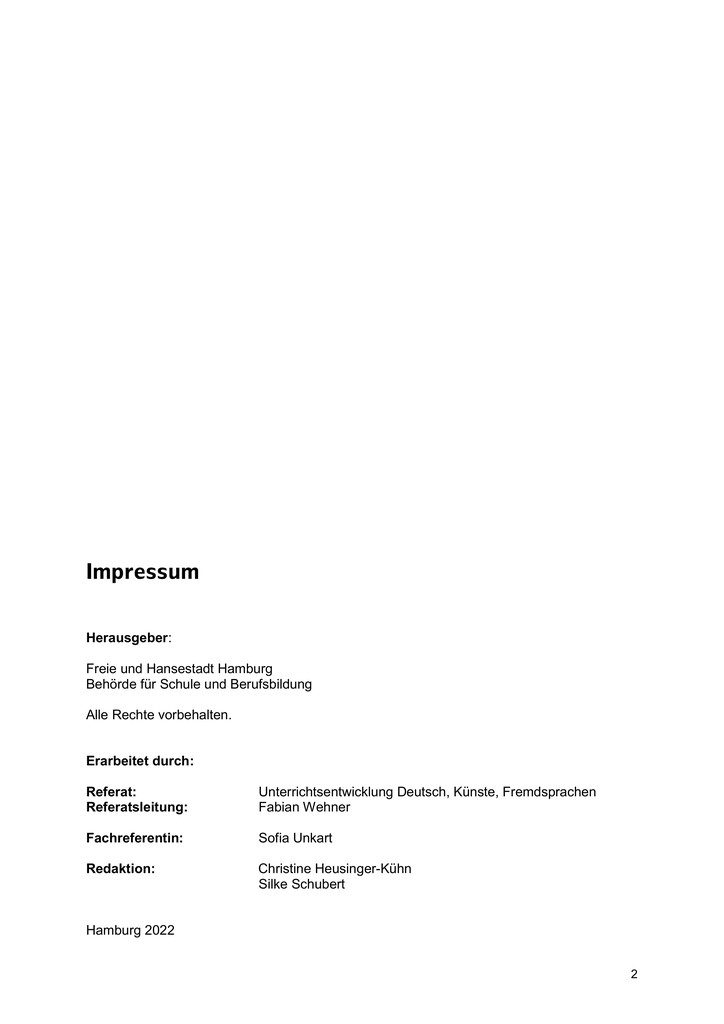 Impressum
Herausgeber:
Freie und Hansestadt Hamburg
Behörde für Schule und Berufsbildung
Alle Rechte vorbehalten.
Erarbeitet durch:
Referat: Unterrichtsentwicklung Deutsch, Künste, Fremdsprachen
Referatsleitung: Fabian Wehner
Fachreferentin: Sofia Unkart
Redaktion: Christine Heusinger-Kühn
Silke Schubert
Hamburg 2022
2